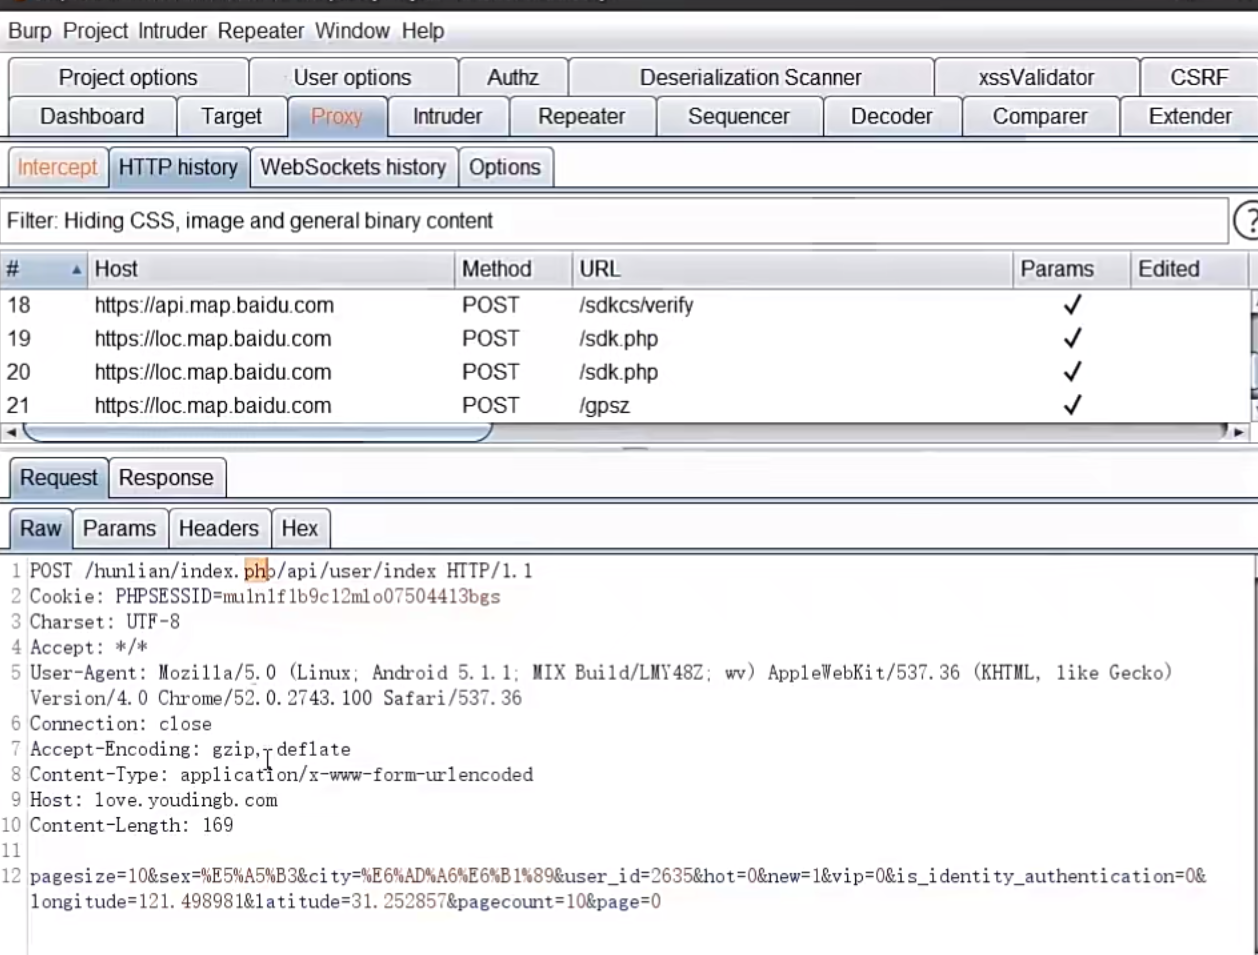 Burp Project Intruder Repeater Window Help
Project options User options Authz Deserialization Scanner xssValidator CSRF
Dashboard Target Proxy Intruder Repeater Sequencer Decoder Comparer Extender
Intercept HTTP history WebSockets history Options
Filter: Hiding CSS, image and general binary content ?
# Host Method URL Params Edited
18 https://api.map.baidu.com POST /sdkcs/verify ✓
19 https://loc.map.baidu.com POST /sdk.php ✓
20 https://loc.map.baidu.com POST /sdk.php ✓
21 https://loc.map.baidu.com POST /gpsz ✓
Request Response
Raw Params Headers Hex
1 POST /hunlian/index.php/api/user/index HTTP/1.1
2 Cookie: PHPSESSID=mulnlflb9cl2mlo07504413bgs
3 Charset: UTF-8
4 Accept: */*
5 User-Agent: Mozilla/5.0 (Linux; Android 5.1.1; MIX Build/LMY48Z; wv) AppleWebKit/537.36 (KHTML, like Gecko)
Version/4.0 Chrome/52.0.2743.100 Safari/537.36
6 Connection: close
7 Accept-Encoding: gzip, deflate
8 Content-Type: application/x-www-form-urlencoded
9 Host: love.youdingb.com
10 Content-Length: 169
11
12 pagesize=10&sex=%E5%A5%B3&city=%E6%AD%A6%E6%B1%89&user_id=2635&hot=0&new=1&vip=0&is_identity_authentication=0&
longitude=121.498981&latitude=31.252857&pagecount=10&page=0